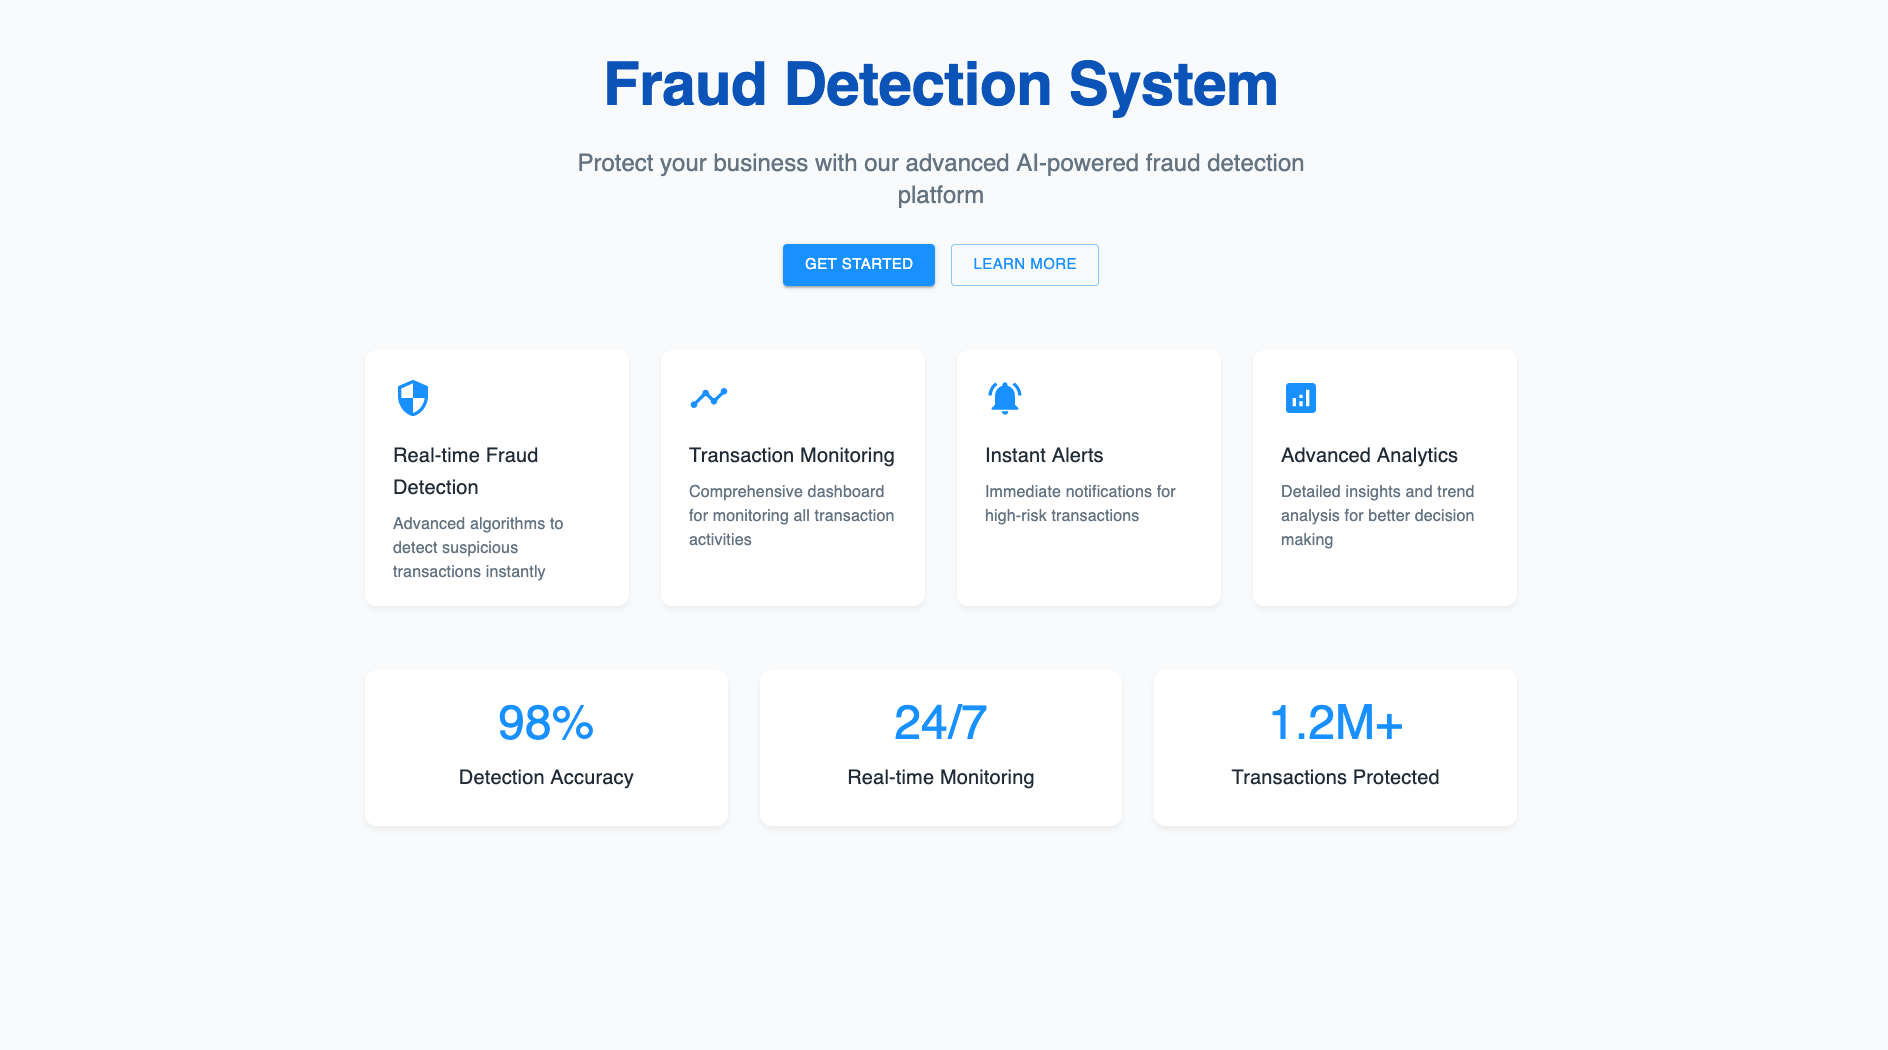 Fraud Detection System
Protect your business with our advanced AI-powered fraud detection
platform
GET STARTED
LEARN MORE
Real-time Fraud
Detection
Advanced algorithms to
detect suspicious
transactions instantly
Transaction Monitoring
Comprehensive dashboard
for monitoring all transaction
activities
Instant Alerts
Immediate notifications for
high-risk transactions
Advanced Analytics
Detailed insights and trend
analysis for better decision
making
98%
Detection Accuracy
24/7
Real-time Monitoring
1.2M+
Transactions Protected